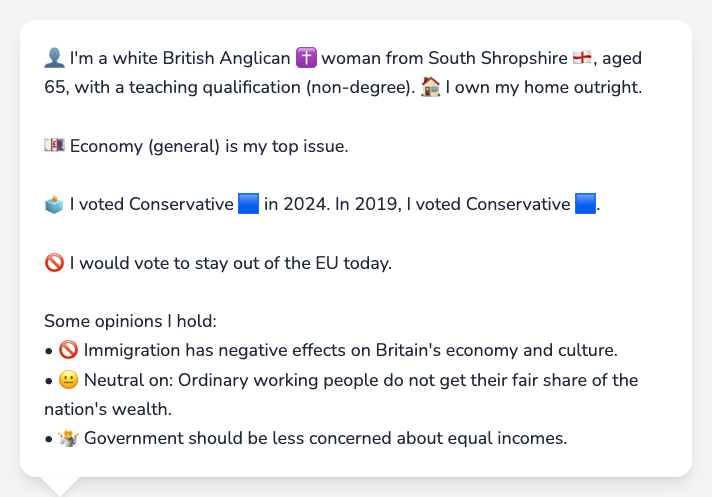 👤 I'm a white British Anglican ✝️ woman from South Shropshire 🏴󠁧󠁢󠁥󠁮󠁧󠁿, aged
65, with a teaching qualification (non-degree). 🏠 I own my home outright.
💷 Economy (general) is my top issue.
🗳️ I voted Conservative 🟦 in 2024. In 2019, I voted Conservative 🟦.
🚫 I would vote to stay out of the EU today.
Some opinions I hold:
• 🚫 Immigration has negative effects on Britain's economy and culture.
• 😐 Neutral on: Ordinary working people do not get their fair share of the
nation's wealth.
• 🤷 Government should be less concerned about equal incomes.